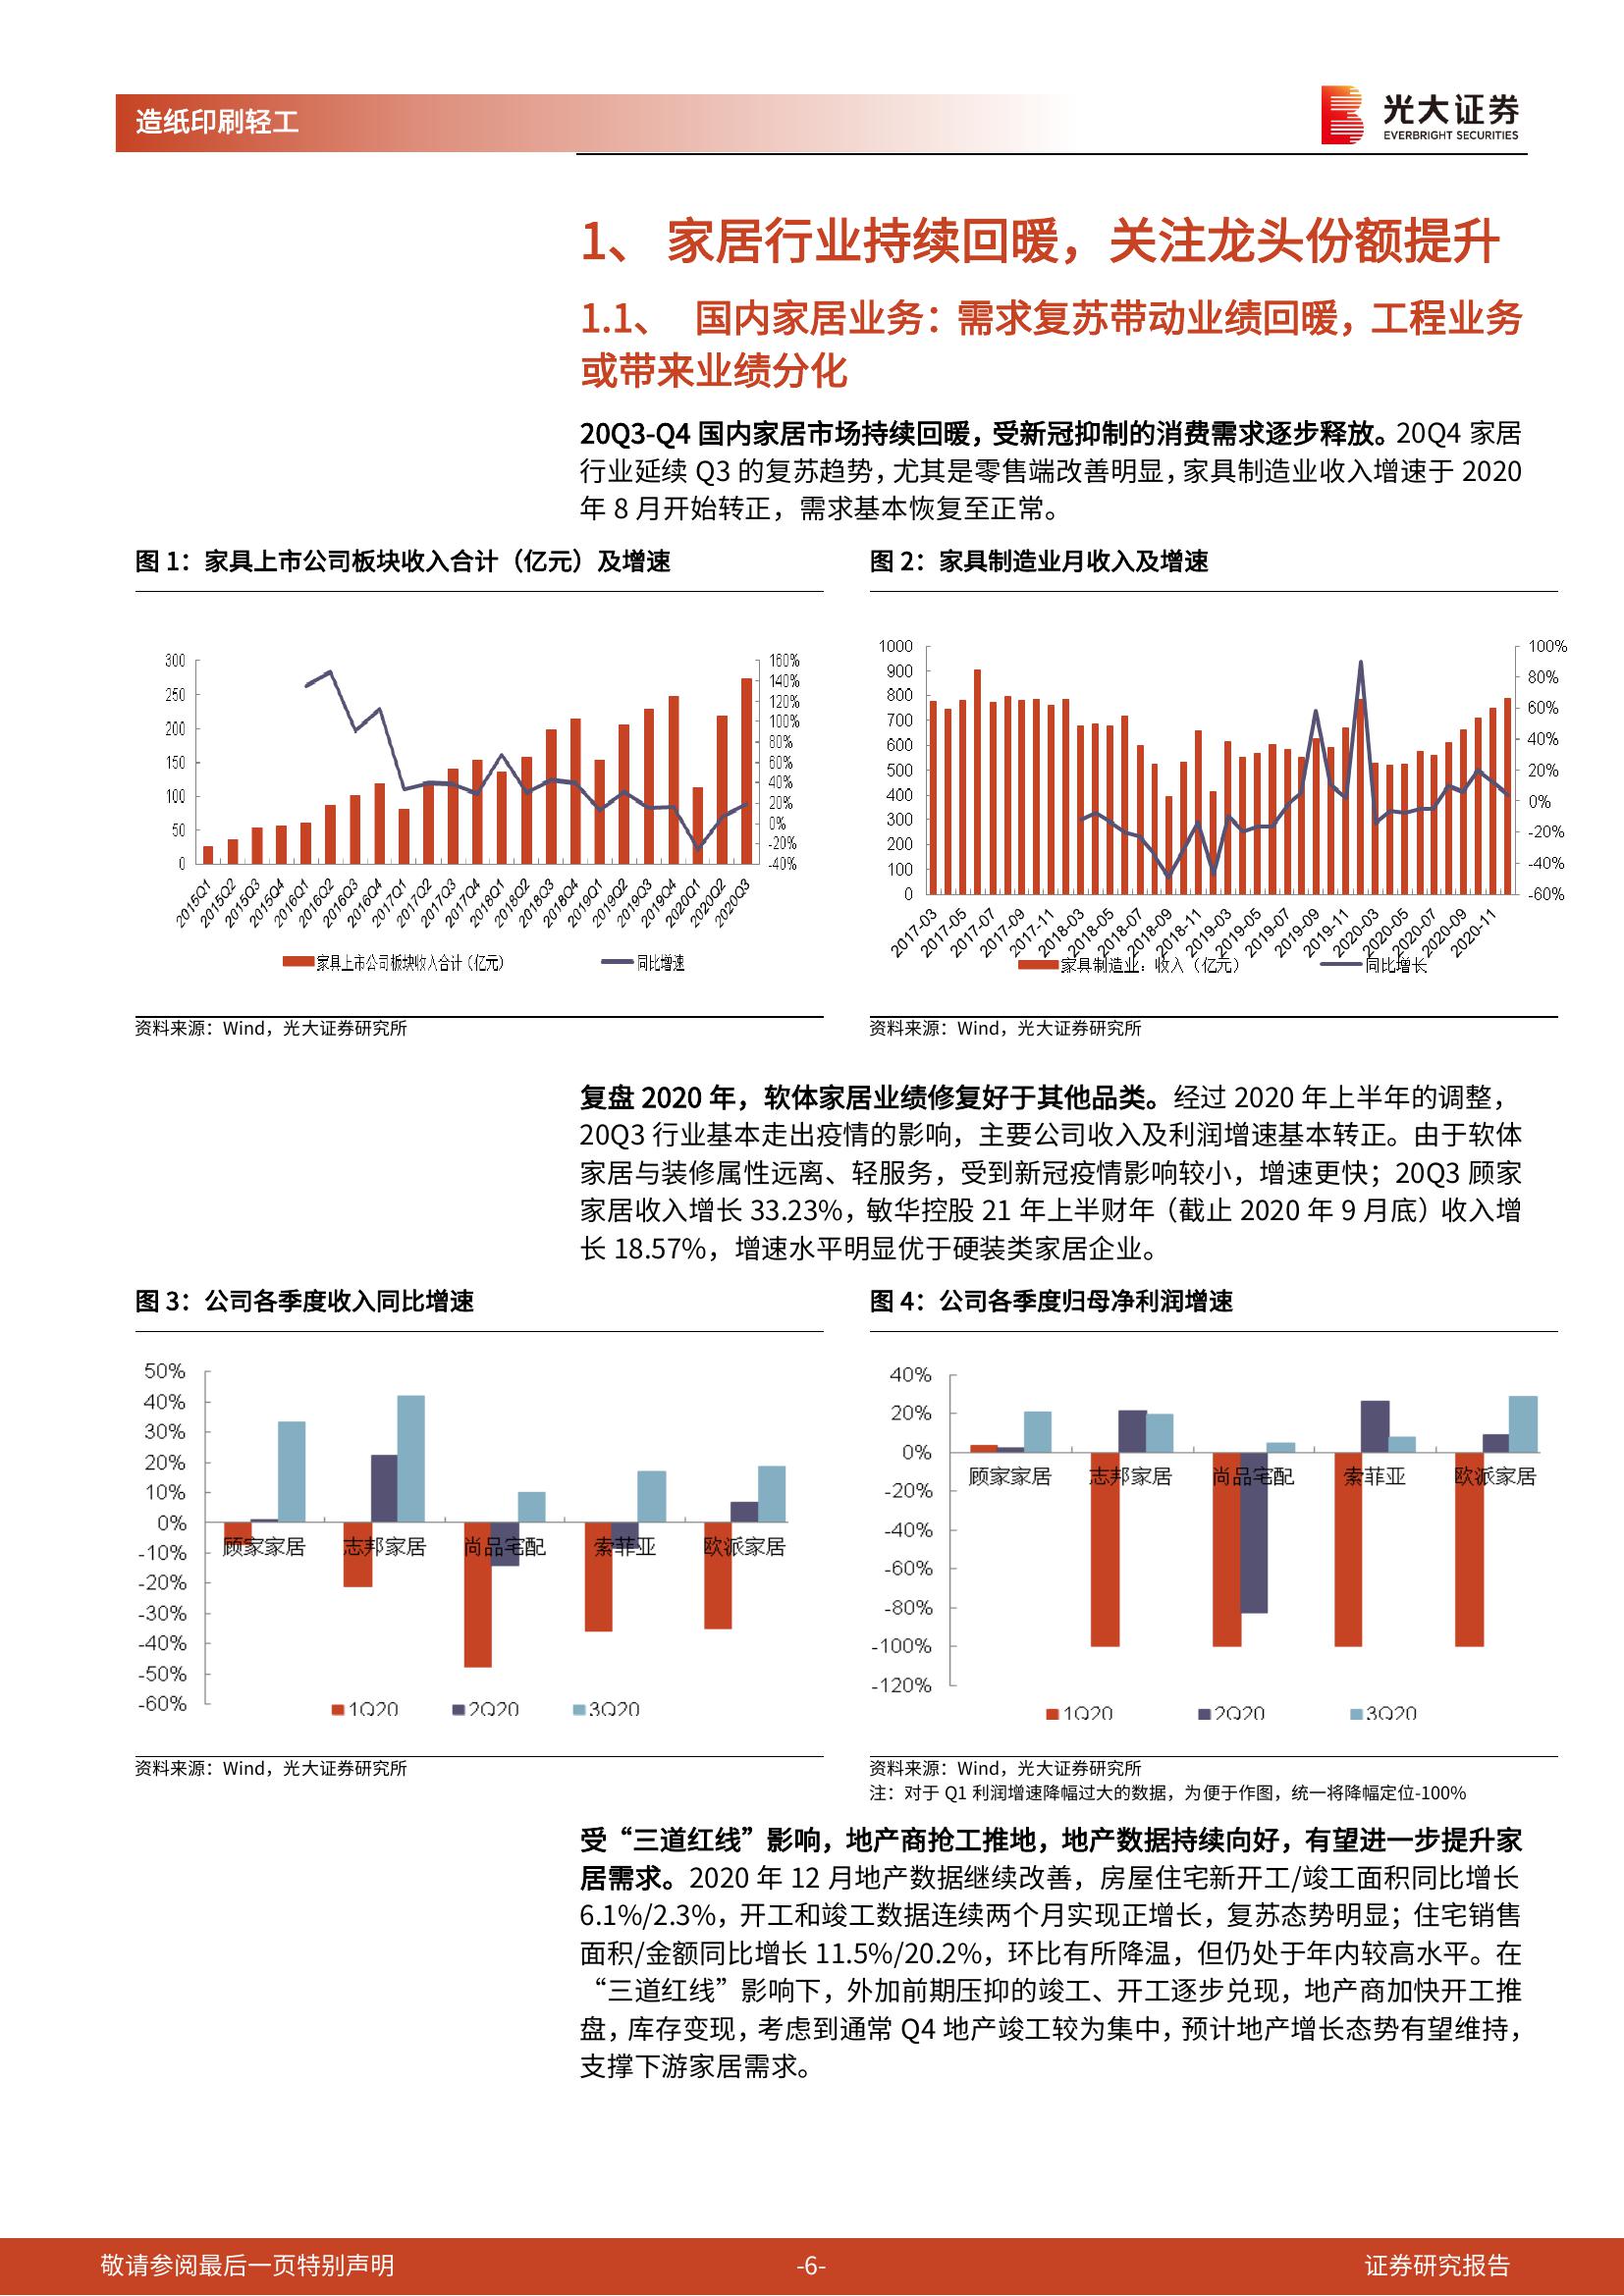 造纸印刷轻工
光大证券
EVERBRIGHT SECURITIES
1、 家居行业持续回暖，关注龙头份额提升
1.1、 国内家居业务：需求复苏带动业绩回暖，工程业务
或带来业绩分化
20Q3-Q4 国内家居市场持续回暖，受新冠抑制的消费需求逐步释放。20Q4 家居
行业延续 Q3 的复苏趋势，尤其是零售端改善明显，家具制造业收入增速于 2020
年 8 月开始转正，需求基本恢复至正常。
图 1：家具上市公司板块收入合计（亿元）及增速
300
250
200
150
100
50
0
160%
140%
120%
100%
80%
60%
40%
20%
0%
-20%
-40%
2015Q1 2015Q2 2015Q3 2015Q4 2016Q1 2016Q2 2016Q3 2016Q4 2017Q1 2017Q2 2017Q3 2017Q4 2018Q1 2018Q2 2018Q3 2018Q4 2019Q1 2019Q2 2019Q3 2019Q4 2020Q1 2020Q2 2020Q3
家具上市公司板块收入合计（亿元） 同比增速
资料来源：Wind，光大证券研究所
图 2：家具制造业月收入及增速
1000
900
800
700
600
500
400
300
200
100
0
100%
80%
60%
40%
20%
0%
-20%
-40%
-60%
2017-03 2017-05 2017-07 2017-09 2017-11 2018-03 2018-05 2018-07 2018-09 2018-11 2019-03 2019-05 2019-07 2019-09 2019-11 2020-03 2020-05 2020-07 2020-09 2020-11
家具制造业：收入（亿元） 同比增长
资料来源：Wind，光大证券研究所
复盘 2020 年，软体家居业绩修复好于其他品类。经过 2020 年上半年的调整，
20Q3 行业基本走出疫情的影响，主要公司收入及利润增速基本转正。由于软体
家居与装修属性远离、轻服务，受到新冠疫情影响较小，增速更快；20Q3 顾家
家居收入增长 33.23%，敏华控股 21 年上半财年（截止 2020 年 9 月底）收入增
长 18.57%，增速水平明显优于硬装类家居企业。
图 3：公司各季度收入同比增速
50%
40%
30%
20%
10%
0%
-10%
-20%
-30%
-40%
-50%
-60%
顾家家居 志邦家居 尚品宅配 索菲亚 欧派家居
1Q20 2Q20 3Q20
资料来源：Wind，光大证券研究所
图 4：公司各季度归母净利润增速
40%
20%
0%
-20%
-40%
-60%
-80%
-100%
-120%
顾家家居 志邦家居 尚品宅配 索菲亚 欧派家居
1Q20 2Q20 3Q20
资料来源：Wind，光大证券研究所
注：对于 Q1 利润增速降幅过大的数据，为便于作图，统一将降幅定位-100%
受“三道红线”影响，地产商抢工推地，地产数据持续向好，有望进一步提升家
居需求。2020 年 12 月地产数据继续改善，房屋住宅新开工/竣工面积同比增长
6.1%/2.3%，开工和竣工数据连续两个月实现正增长，复苏态势明显；住宅销售
面积/金额同比增长 11.5%/20.2%，环比有所降温，但仍处于年内较高水平。在
“三道红线”影响下，外加前期压抑的竣工、开工逐步兑现，地产商加快开工推
盘，库存变现，考虑到通常 Q4 地产竣工较为集中，预计地产增长态势有望维持，
支撑下游家居需求。
敬请参阅最后一页特别声明
-6-
证券研究报告